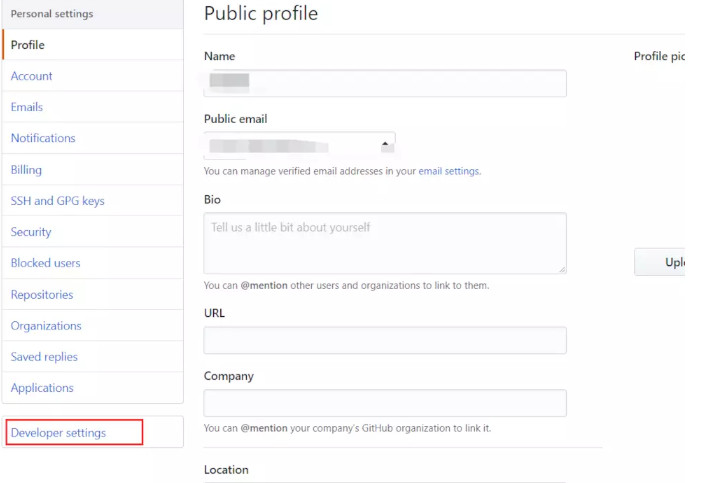 Personal settings
Profile
Account
Emails
Notifications
Billing
SSH and GPG keys
Security
Blocked users
Repositories
Organizations
Saved replies
Applications
Developer settings
Public profile
Name
Profile pic
Public email
You can manage verified email addresses in your email settings.
Bio
Tell us a little bit about yourself
You can @mention other users and organizations to link to them.
Uplo
URL
Company
You can @mention your company's GitHub organization to link it.
Location